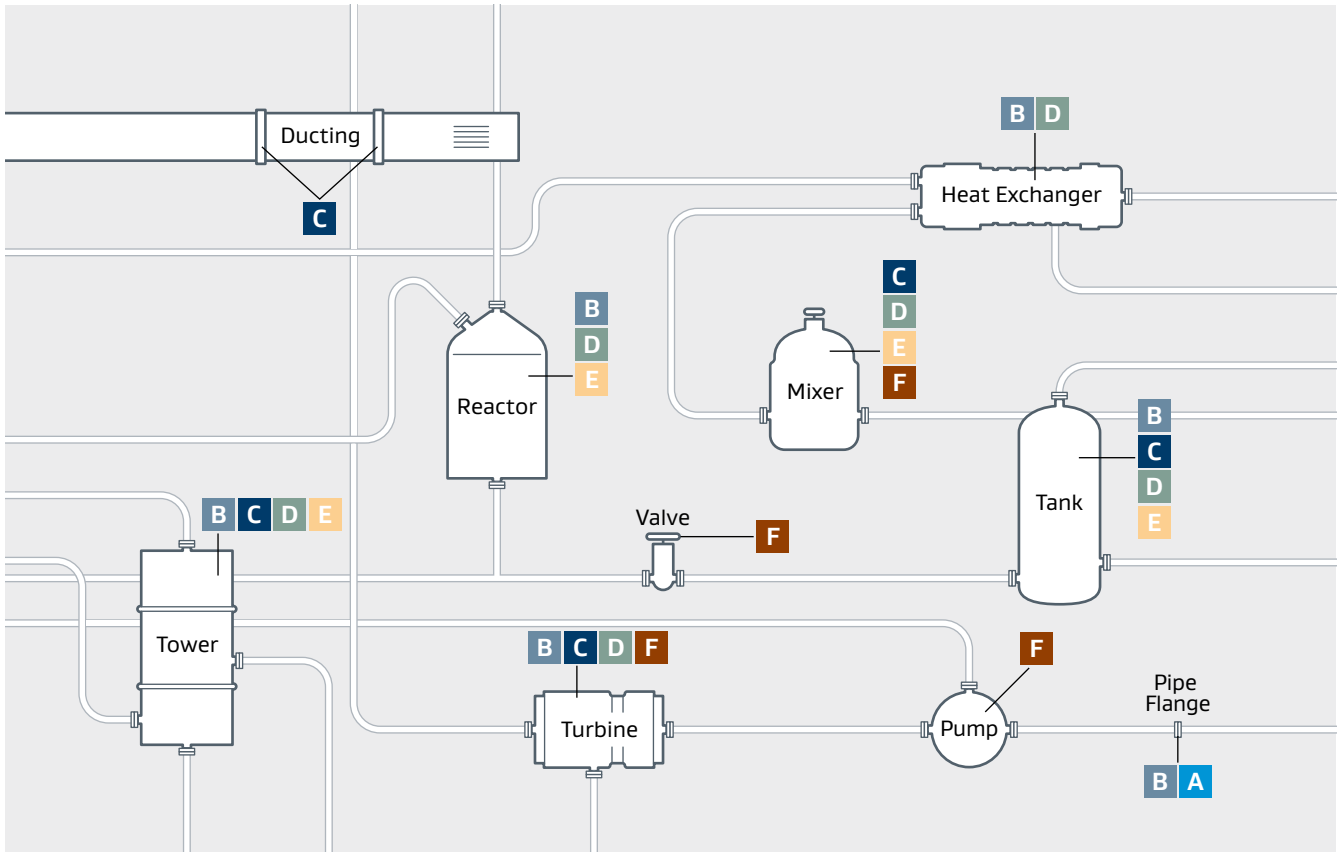 B D
Ducting
Heat Exchanger
C
C
D
E
F
Mixer
B
D
E
Reactor
B
C
D
E
Tank
B C D E
Valve
F
Tower
B C D F
F
Pipe
Flange
Turbine
Pump
B A